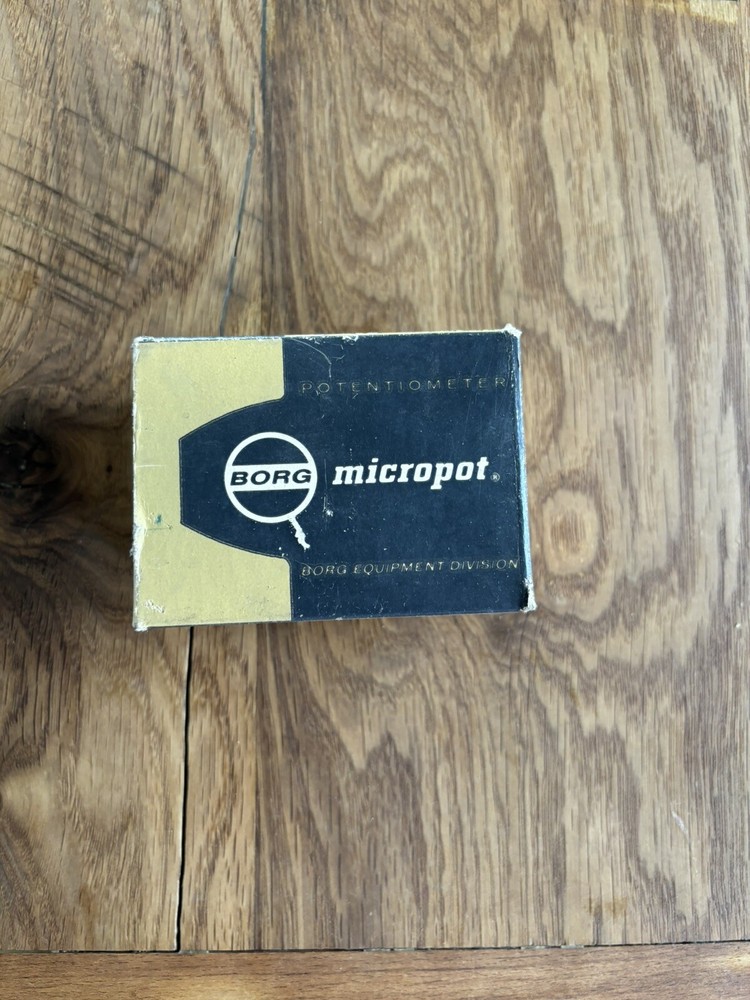 POTENTIOMETER
BORG micropot®
BORG EQUIPMENT DIVISION